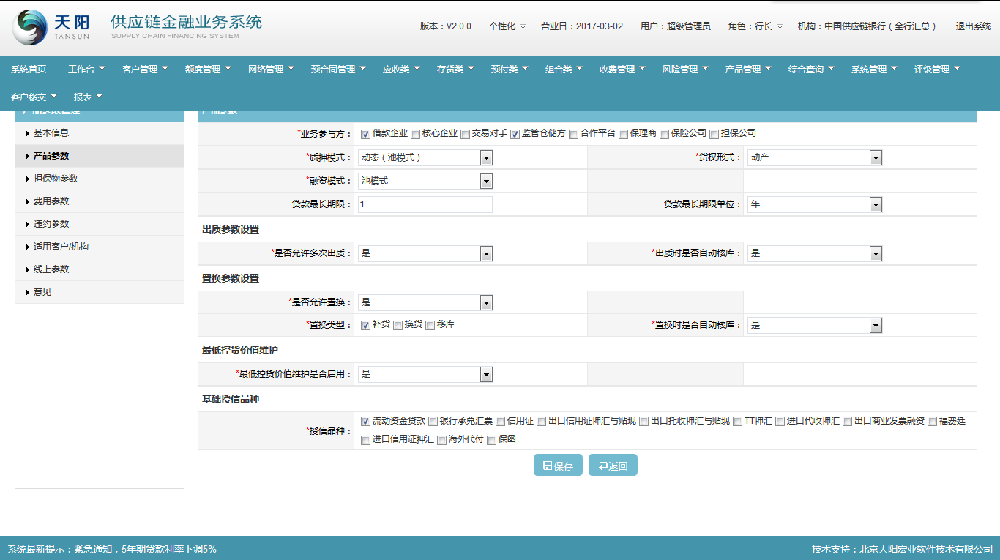 天阳
TANSUN
供应链金融业务系统
SUPPLY CHAIN FINANCING SYSTEM
版本：V2.0.0 个性化 营业日：2017-03-02 用户：超级管理员 角色：行长 机构：中国供应链银行（全行汇总） 退出系统
系统首页 工作台 客户管理 额度管理 网络管理 预合同管理 应收类 存货类 预付类 组合类 收费管理 风险管理 产品管理 综合查询 系统管理 评级管理
客户移交 报表
产品参数管理
基本信息
产品参数
担保物参数
费用参数
违约参数
适用客户/机构
线上参数
意见
产品参数
*业务参与方： 借款企业 核心企业 交易对手 监管仓储方 合作平台 保理商 保险公司 担保公司
*质押模式： 动态（池模式） *货权形式： 动产
*融资模式： 池模式
贷款最长期限： 1 贷款最长期限单位： 年
出质参数设置
*是否允许多次出质： 是 *出质时是否自动核库： 是
置换参数设置
*是否允许置换： 是
*置换类型： 补货 换货 移库 *置换时是否自动核库： 是
最低控货价值维护
*最低控货价值维护是否启用： 是
基础授信品种
*授信品种： 流动资金贷款 银行承兑汇票 信用证 出口信用证押汇与贴现 出口托收押汇与贴现 TT押汇 进口代收押汇 出口商业发票融资 福费廷
进口信用证押汇 海外代付 保函
保存 返回
系统最新提示：紧急通知，5年期贷款利率下调5% 技术支持：北京天阳宏业软件技术有限公司